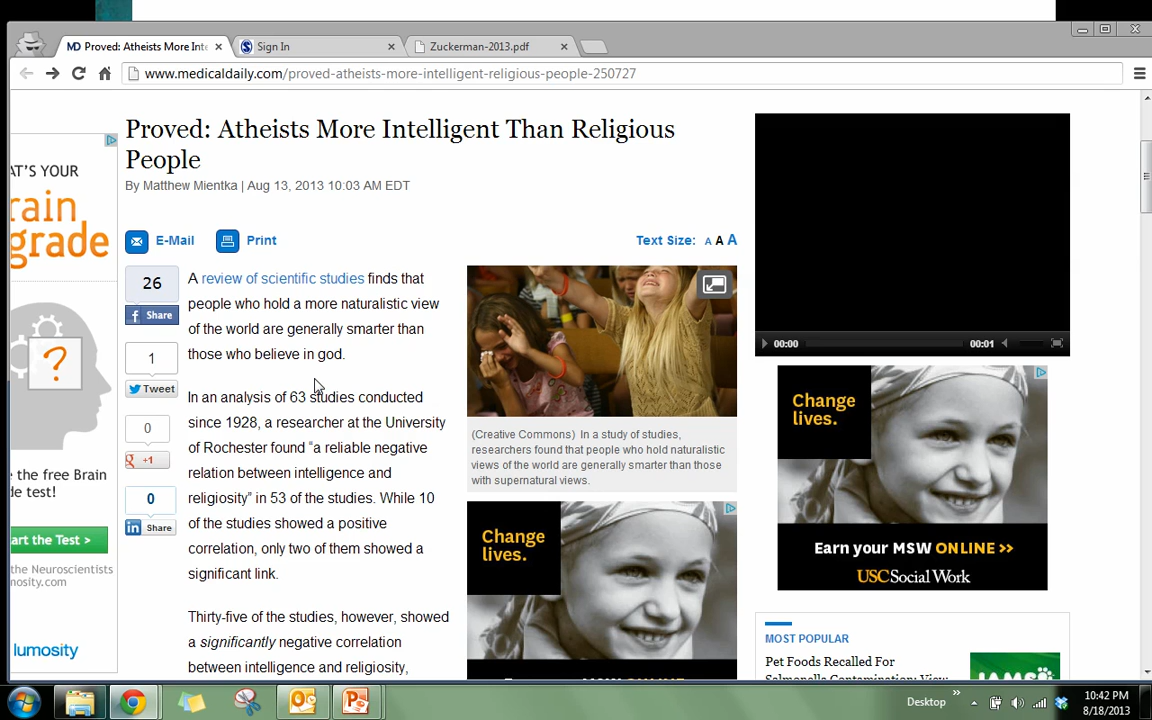 MD Proved: Atheists More Inte
Sign In
Zuckerman-2013.pdf
www.medicaldaily.com/proved-atheists-more-intelligent-religious-people-250727
AT'S YOUR
rain
grade
?
the free Brain
de test!
art the Test >
the Neuroscientists
mosity.com
lumosity
Proved: Atheists More Intelligent Than Religious
People
By Matthew Mientka | Aug 13, 2013 10:03 AM EDT
E-Mail
Print
Text Size: A A A
26
f Share
1
Tweet
0
g +1
0
in Share
A review of scientific studies finds that
people who hold a more naturalistic view
of the world are generally smarter than
those who believe in god.
In an analysis of 63 studies conducted
since 1928, a researcher at the University
of Rochester found "a reliable negative
relation between intelligence and
religiosity" in 53 of the studies. While 10
of the studies showed a positive
correlation, only two of them showed a
significant link.
Thirty-five of the studies, however, showed
a significantly negative correlation
between intelligence and religiosity,
(Creative Commons) In a study of studies,
researchers found that people who hold naturalistic
views of the world are generally smarter than those
with supernatural views.
Change
lives.
00:00
00:01
Change
lives.
Earn your MSW ONLINE >>
USC Social Work
MOST POPULAR
Pet Foods Recalled For
IAMS
Desktop
10:42 PM
8/18/2013